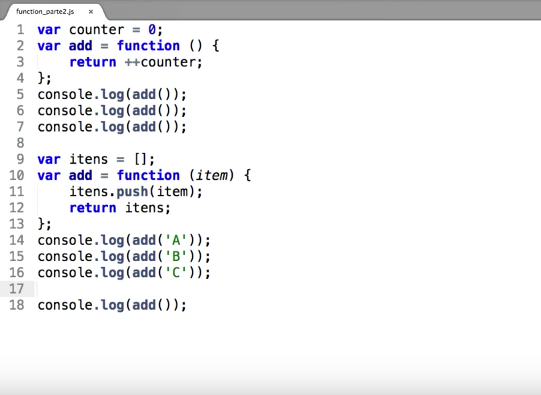 function_parte2.js ×
1 var counter = 0;
2 var add = function () {
3     return ++counter;
4 };
5 console.log(add());
6 console.log(add());
7 console.log(add());
8
9 var itens = [];
10 var add = function (item) {
11     itens.push(item);
12     return itens;
13 };
14 console.log(add('A'));
15 console.log(add('B'));
16 console.log(add('C'));
17
18 console.log(add());